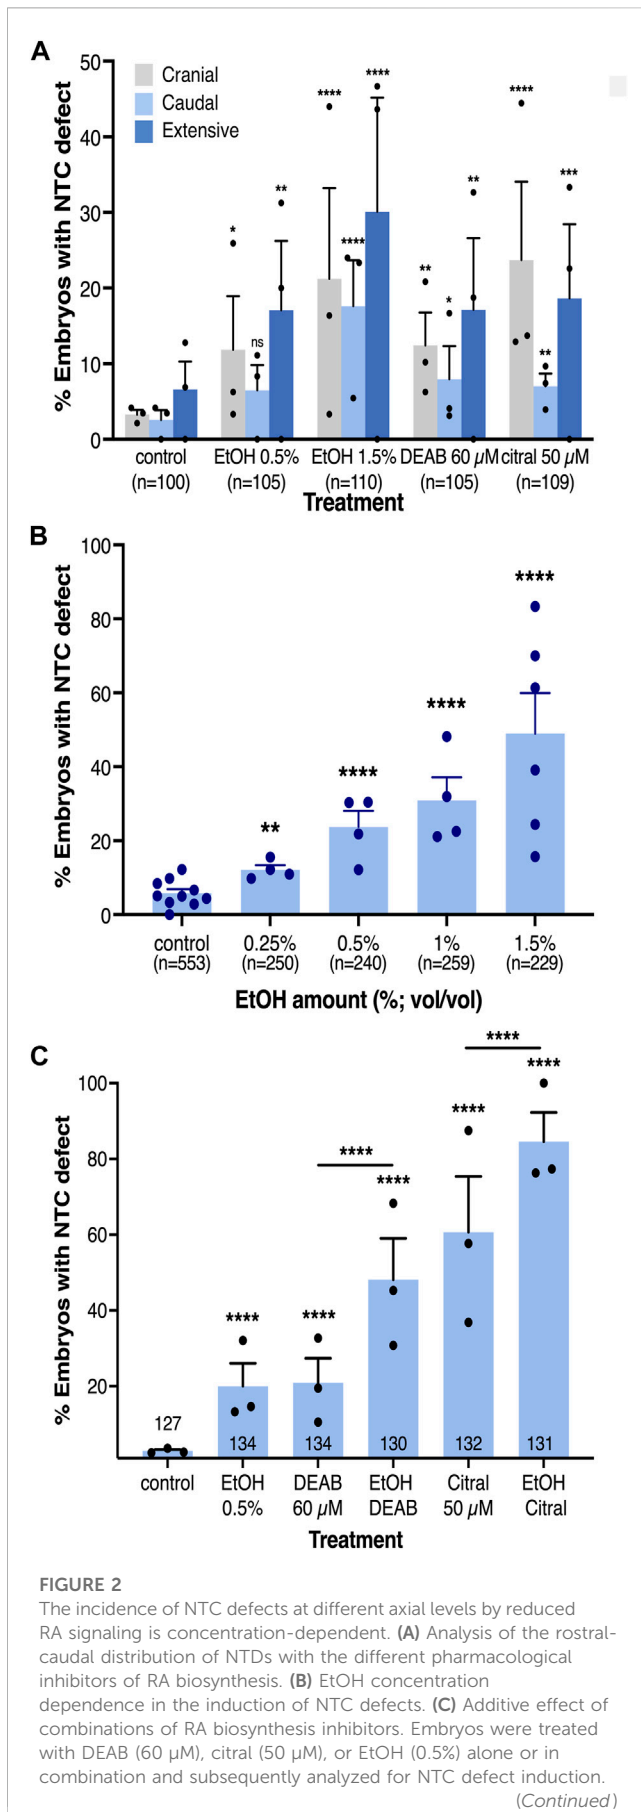 A
50
40
30
20
10
0
% Embryos with NTC defect
Cranial
Caudal
Extensive
*
ns
**
****
****
****
**
*
**
****
**
***
control EtOH 0.5% EtOH 1.5% DEAB 60 µM citral 50 µM
(n=100) (n=105) (n=110) (n=105) (n=109)
Treatment
B
100
80
60
40
20
0
% Embryos with NTC defect
**
****
****
****
control 0.25% 0.5% 1% 1.5%
(n=553) (n=250) (n=240) (n=259) (n=229)
EtOH amount (%; vol/vol)
C
100
80
60
40
20
% Embryos with NTC defect
****
****
****
****
****
****
****
127 134 134 130 132 131
control EtOH DEAB EtOH Citral EtOH
0.5% 60 µM DEAB 50 µM Citral
Treatment
FIGURE 2
The incidence of NTC defects at different axial levels by reduced
RA signaling is concentration-dependent. (A) Analysis of the rostral-
caudal distribution of NTDs with the different pharmacological
inhibitors of RA biosynthesis. (B) EtOH concentration
dependence in the induction of NTC defects. (C) Additive effect of
combinations of RA biosynthesis inhibitors. Embryos were treated
with DEAB (60 µM), citral (50 µM), or EtOH (0.5%) alone or in
combination and subsequently analyzed for NTC defect induction.
(Continued)